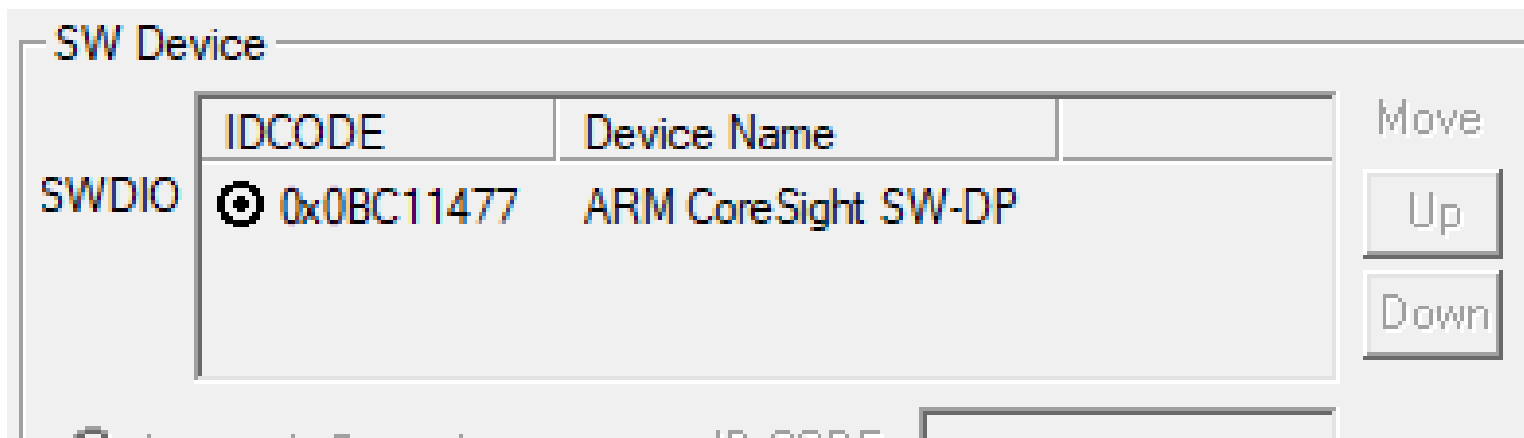 SW Device
IDCODE Device Name
Move
SWDIO 0x0BC11477 ARM CoreSight SW-DP
Up
Down